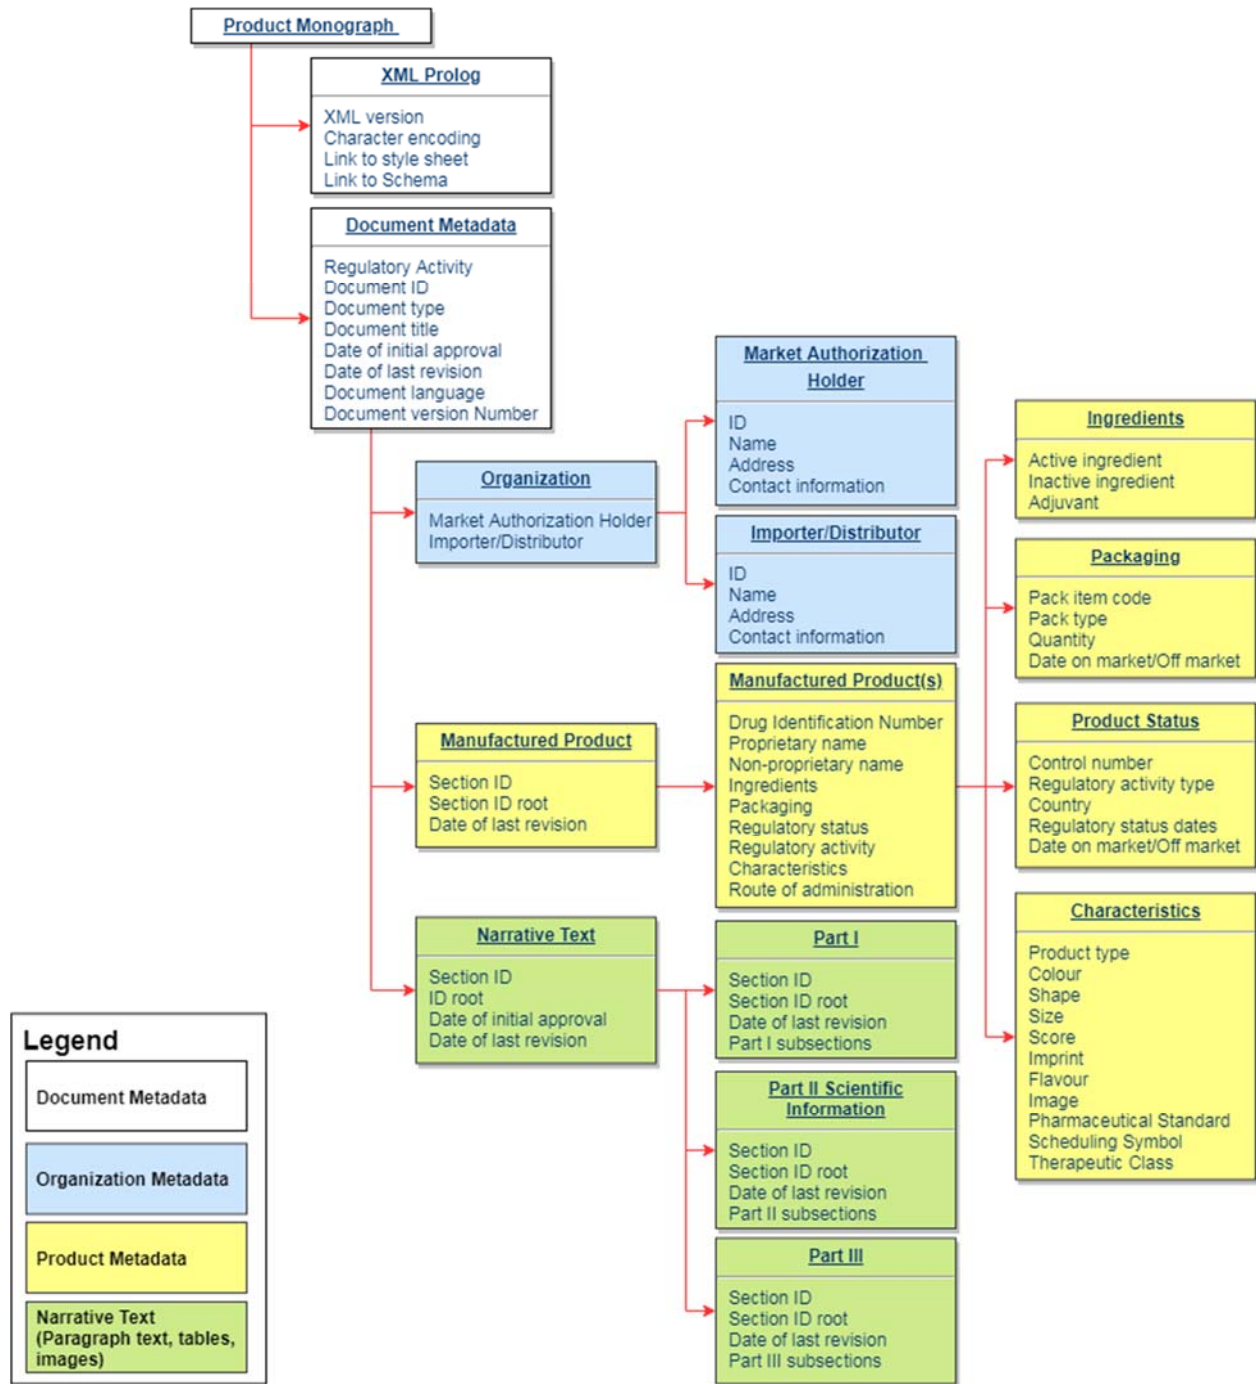 Product Monograph
XML Prolog
XML version
Character encoding
Link to style sheet
Link to Schema
Document Metadata
Regulatory Activity
Document ID
Document type
Document title
Date of initial approval
Date of last revision
Document language
Document version Number
Organization
Market Authorization Holder
Importer/Distributor
Market Authorization
Holder
ID
Name
Address
Contact information
Importer/Distributor
ID
Name
Address
Contact information
Manufactured Product
Section ID
Section ID root
Date of last revision
Manufactured Product(s)
Drug Identification Number
Proprietary name
Non-proprietary name
Ingredients
Packaging
Regulatory status
Regulatory activity
Characteristics
Route of administration
Ingredients
Active ingredient
Inactive ingredient
Adjuvant
Packaging
Pack item code
Pack type
Quantity
Date on market/Off market
Product Status
Control number
Regulatory activity type
Country
Regulatory status dates
Date on market/Off market
Characteristics
Product type
Colour
Shape
Size
Score
Imprint
Flavour
Image
Pharmaceutical Standard
Scheduling Symbol
Therapeutic Class
Narrative Text
Section ID
ID root
Date of initial approval
Date of last revision
Part I
Section ID
Section ID root
Date of last revision
Part I subsections
Part II Scientific
Information
Section ID
Section ID root
Date of last revision
Part II subsections
Part III
Section ID
Section ID root
Date of last revision
Part III subsections
Legend
Document Metadata
Organization Metadata
Product Metadata
Narrative Text
(Paragraph text, tables,
images)